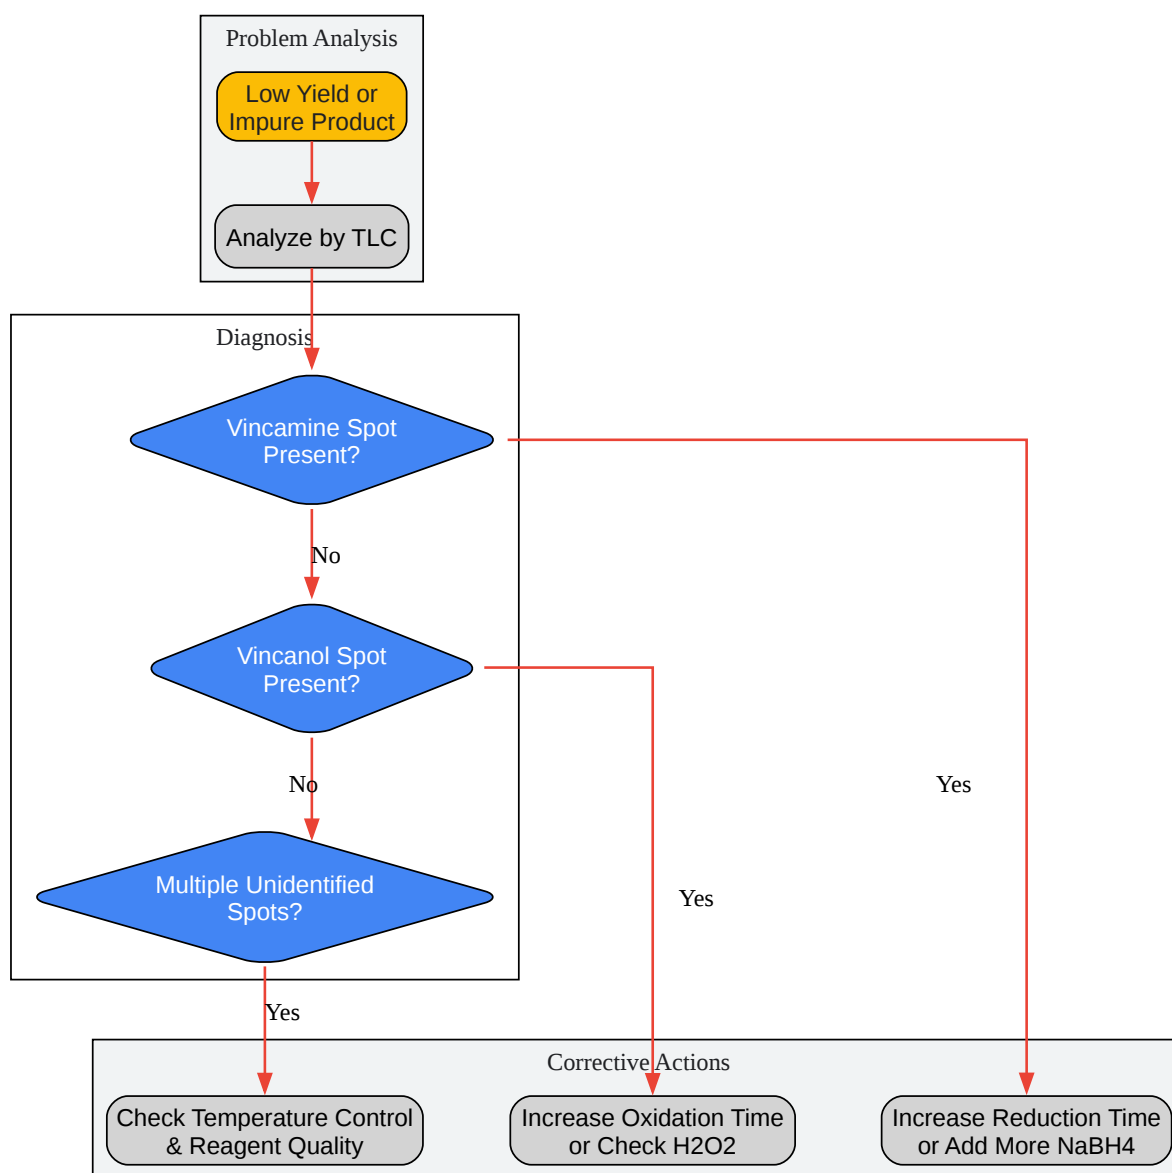 Problem Analysis
Low Yield or
Impure Product
Analyze by TLC
Diagnosis
Vincamine Spot
Present?
No
Vincanol Spot
Present?
No
Yes
Multiple Unidentified
Spots?
Yes
Yes
Corrective Actions
Check Temperature Control
& Reagent Quality
Increase Oxidation Time
or Check H2O2
Increase Reduction Time
or Add More NaBH4